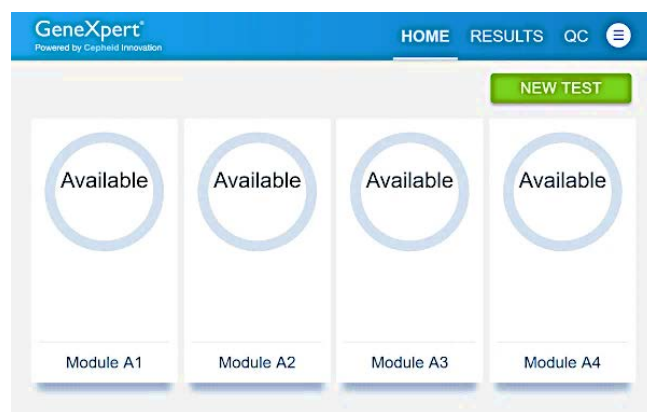 GeneXpert®
Powered by Cepheid Innovation
HOME RESULTS QC
NEW TEST
Available Available Available Available
Module A1 Module A2 Module A3 Module A4